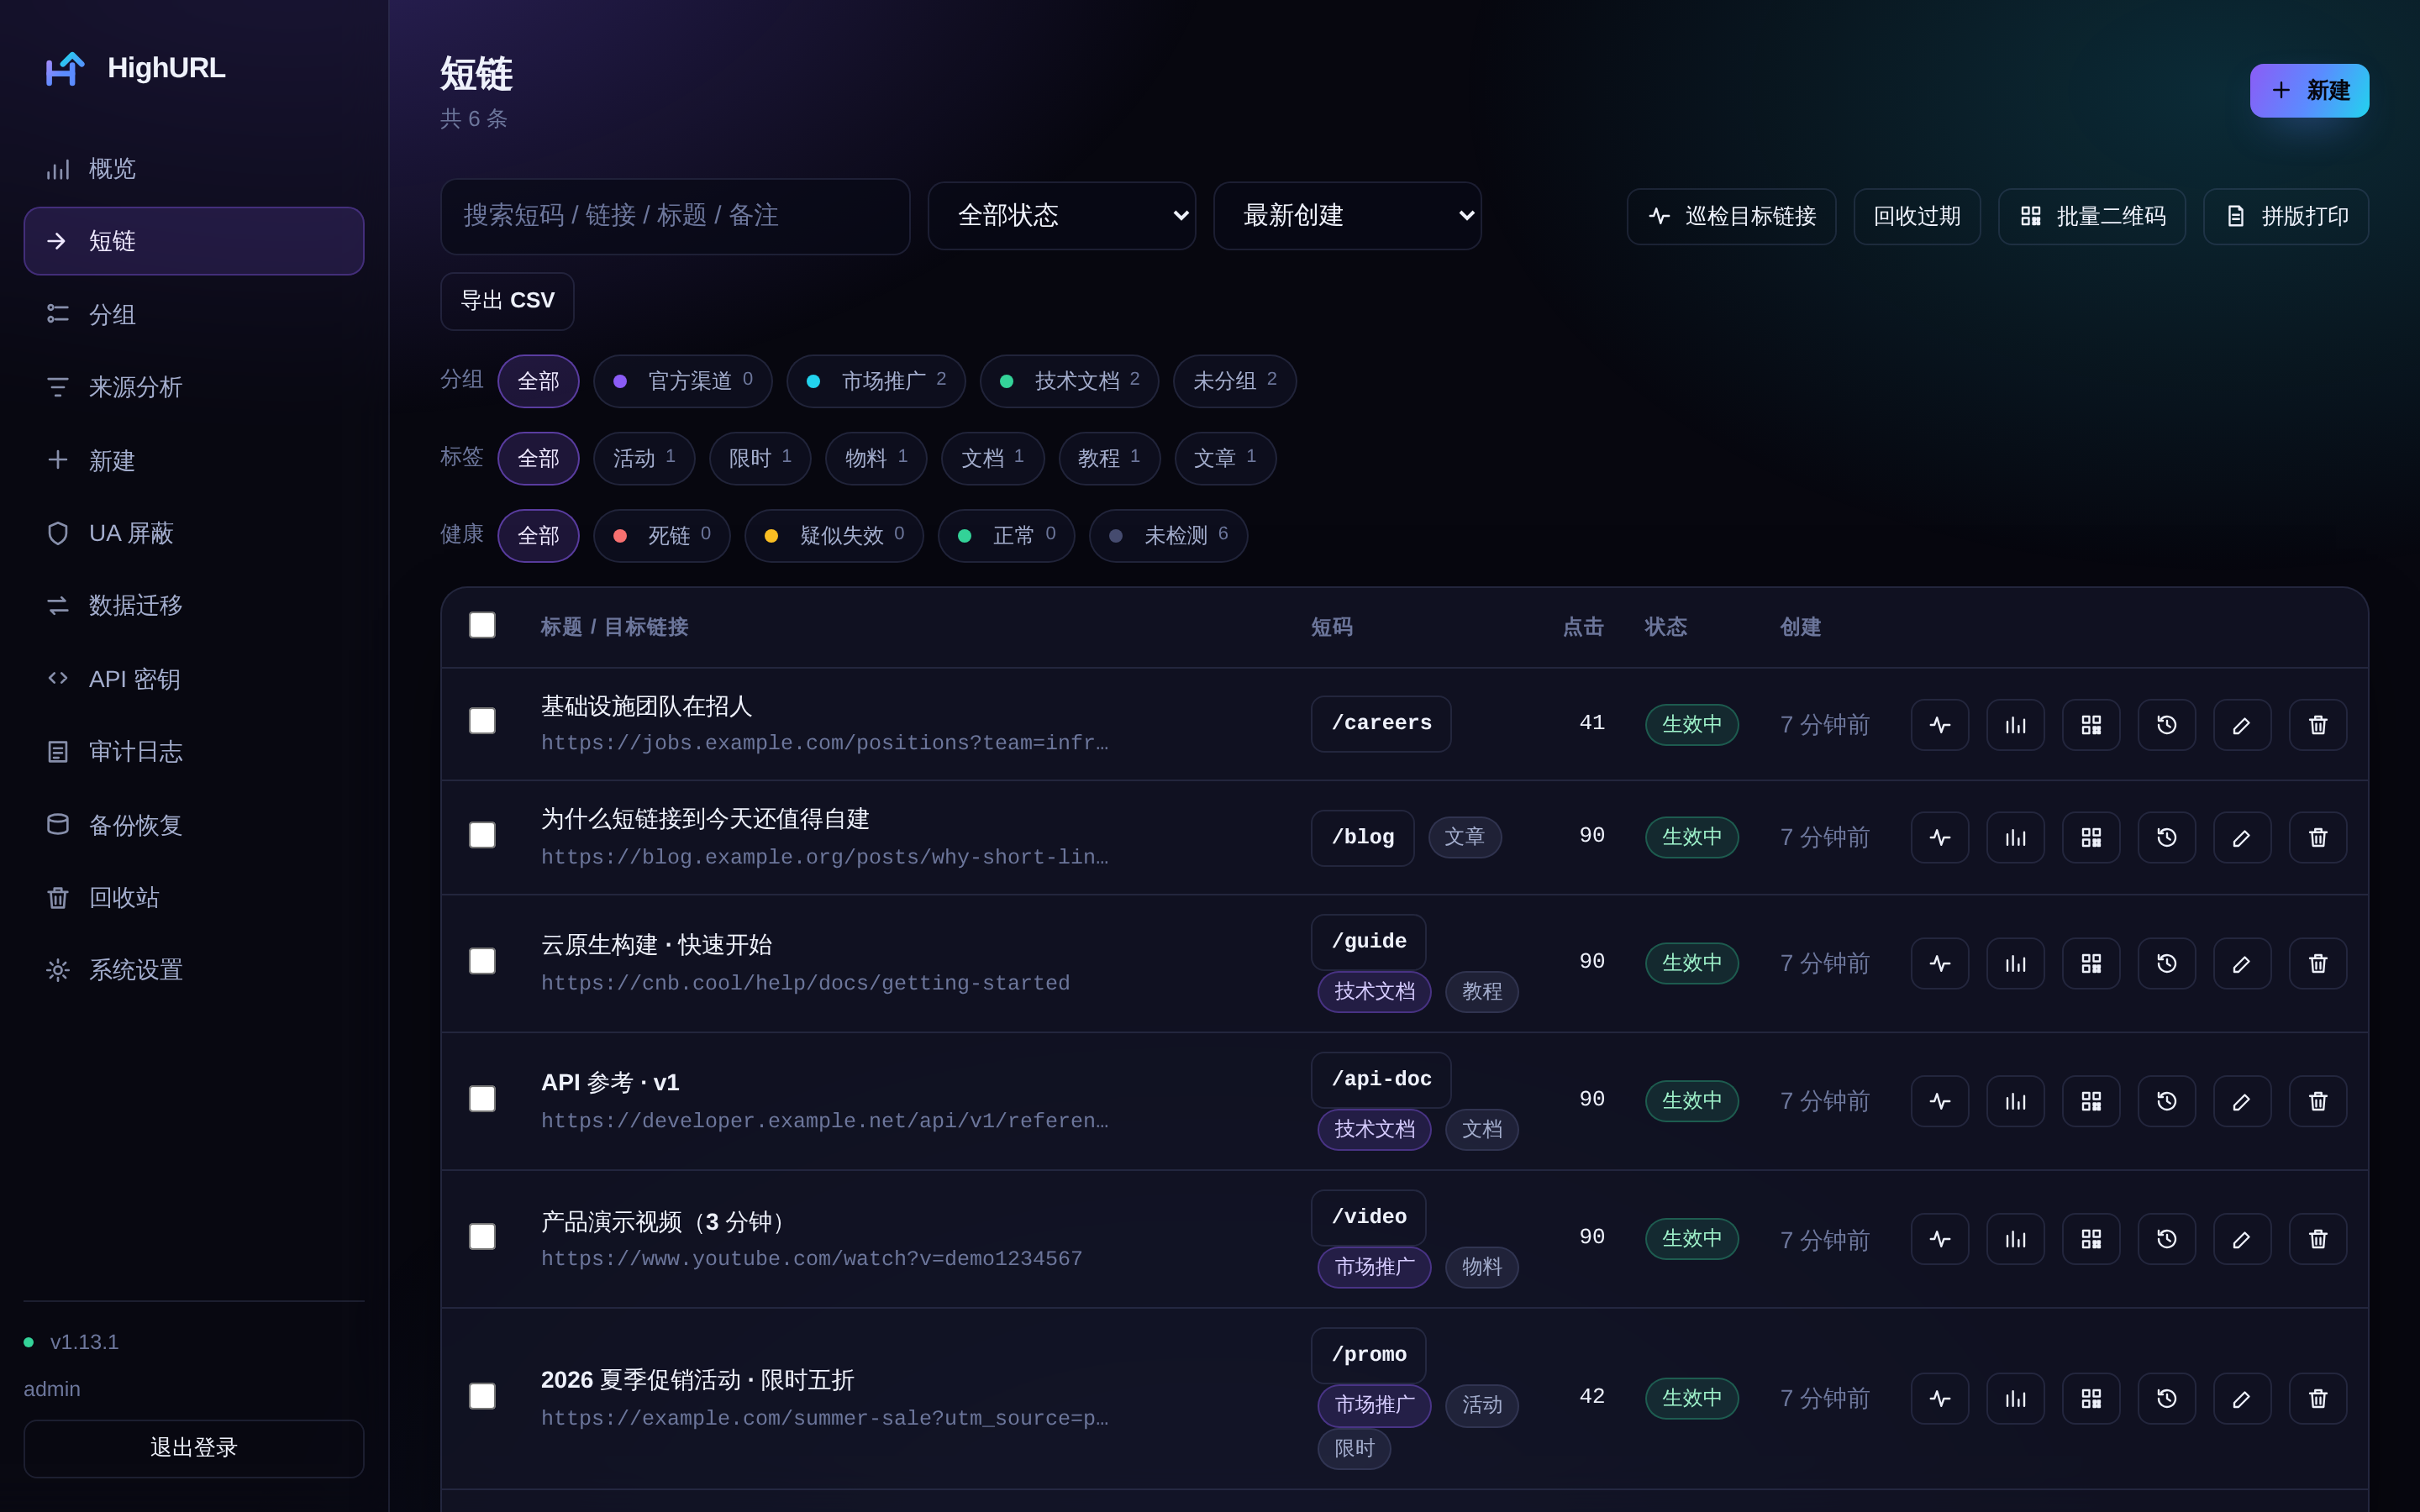 HighURL
概览
短链
分组
来源分析
新建
UA 屏蔽
数据迁移
API 密钥
审计日志
备份恢复
回收站
系统设置
v1.13.1
admin
退出登录
短链
共 6 条
新建
搜索短码 / 链接 / 标题 / 备注 全部状态 最新创建 巡检目标链接 回收过期 批量二维码 拼版打印
导出 CSV
分组 全部 官方渠道 0 市场推广 2 技术文档 2 未分组 2
标签 全部 活动 1 限时 1 物料 1 文档 1 教程 1 文章 1
健康 全部 死链 0 疑似失效 0 正常 0 未检测 6
标题 / 目标链接 短码 点击 状态 创建
基础设施团队在招人
https://jobs.example.com/positions?team=infr…
/careers 41 生效中 7 分钟前
为什么短链接到今天还值得自建
https://blog.example.org/posts/why-short-lin…
/blog 文章 90 生效中 7 分钟前
云原生构建 · 快速开始
https://cnb.cool/help/docs/getting-started
/guide
技术文档 教程
90 生效中 7 分钟前
API 参考 · v1
https://developer.example.net/api/v1/referen…
/api-doc
技术文档 文档
90 生效中 7 分钟前
产品演示视频（3 分钟）
https://www.youtube.com/watch?v=demo1234567
/video
市场推广 物料
90 生效中 7 分钟前
2026 夏季促销活动 · 限时五折
https://example.com/summer-sale?utm_source=p…
/promo
市场推广 活动
限时
42 生效中 7 分钟前